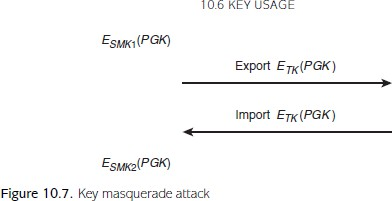 10.6 KEY USAGE
E_SMK1(PGK)
Export E_TK(PGK)
Import E_TK(PGK)
E_SMK2(PGK)
Figure 10.7. Key masquerade attack